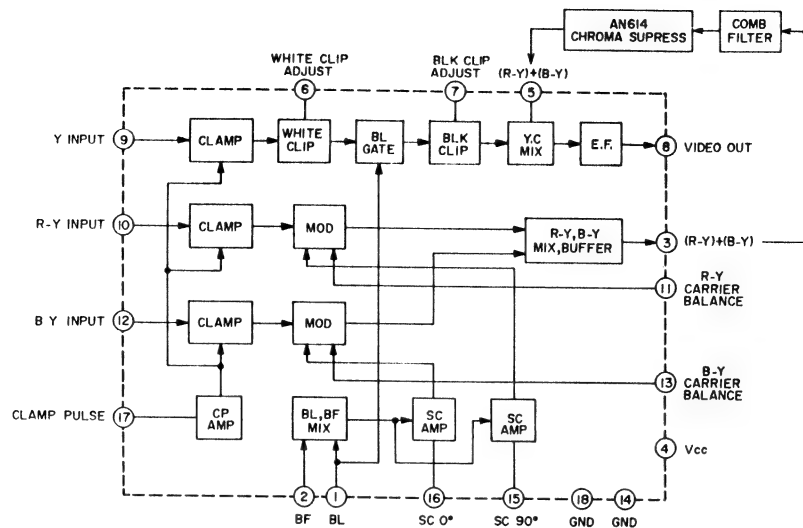 AN614
CHROMA SUPRESS
COMB
FILTER
WHITE CLIP
ADJUST
BLK CLIP
ADJUST
(R-Y)+(B-Y)
6
7
5
Y INPUT
9
CLAMP
WHITE
CLIP
BL
GATE
BLK
CLIP
Y.C
MIX
E.F.
8
VIDEO OUT
R-Y INPUT
10
CLAMP
MOD
R-Y, B-Y
MIX, BUFFER
3
(R-Y)+(B-Y)
11
R-Y
CARRIER
BALANCE
B Y INPUT
12
CLAMP
MOD
13
B-Y
CARRIER
BALANCE
CLAMP PULSE
17
CP
AMP
BL, BF
MIX
SC
AMP
SC
AMP
4
Vcc
2
1
16
15
18
14
BF
BL
SC 0°
SC 90°
GND
GND